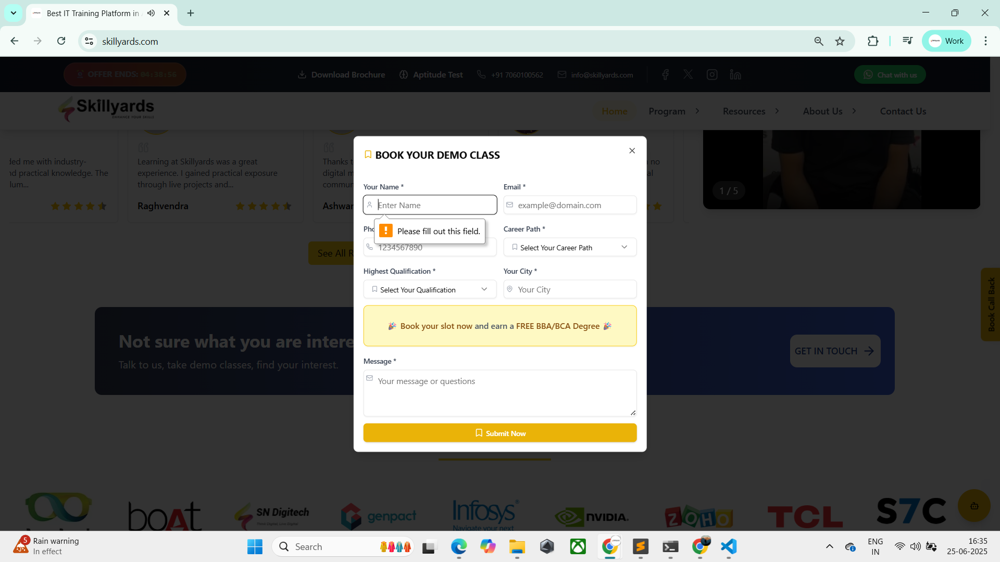 Best IT Training Platform in
skillyards.com
Work
OFFER ENDS: 04:38:56
Download Brochure
Aptitude Test
+91 7060100562
info@skillyards.com
Chat with us
Skillyards
ENHANCE YOUR SKILLS
Home
Program
Resources
About Us
Contact Us
ded me with industry-
practical knowledge. The
Learning at Skillyards was a great
experience. I gained practical exposure
through live projects and...
Raghvendra
Thanks
digital
Ashwar
no
1 / 5
See All
BOOK YOUR DEMO CLASS
Your Name *
Enter Name
Email *
example@domain.com
Please fill out this field.
Pho
1234567890
Career Path *
Select Your Career Path
Highest Qualification *
Select Your Qualification
Your City *
Your City
🎉 Book your slot now and earn a FREE BBA/BCA Degree 🎉
Message *
Your message or questions
Submit Now
Book Call Back
Not sure what you are intere
Talk to us, take demo classes, find your interest.
GET IN TOUCH
boAt
SN Digitech
Think Digital, Live Digital
genpact
Infosys
Navigate your next
NVIDIA
ZOHO
TCL
S7C
5
Rain warning
In effect
Search
ENG
IN
16:35
25-06-2025